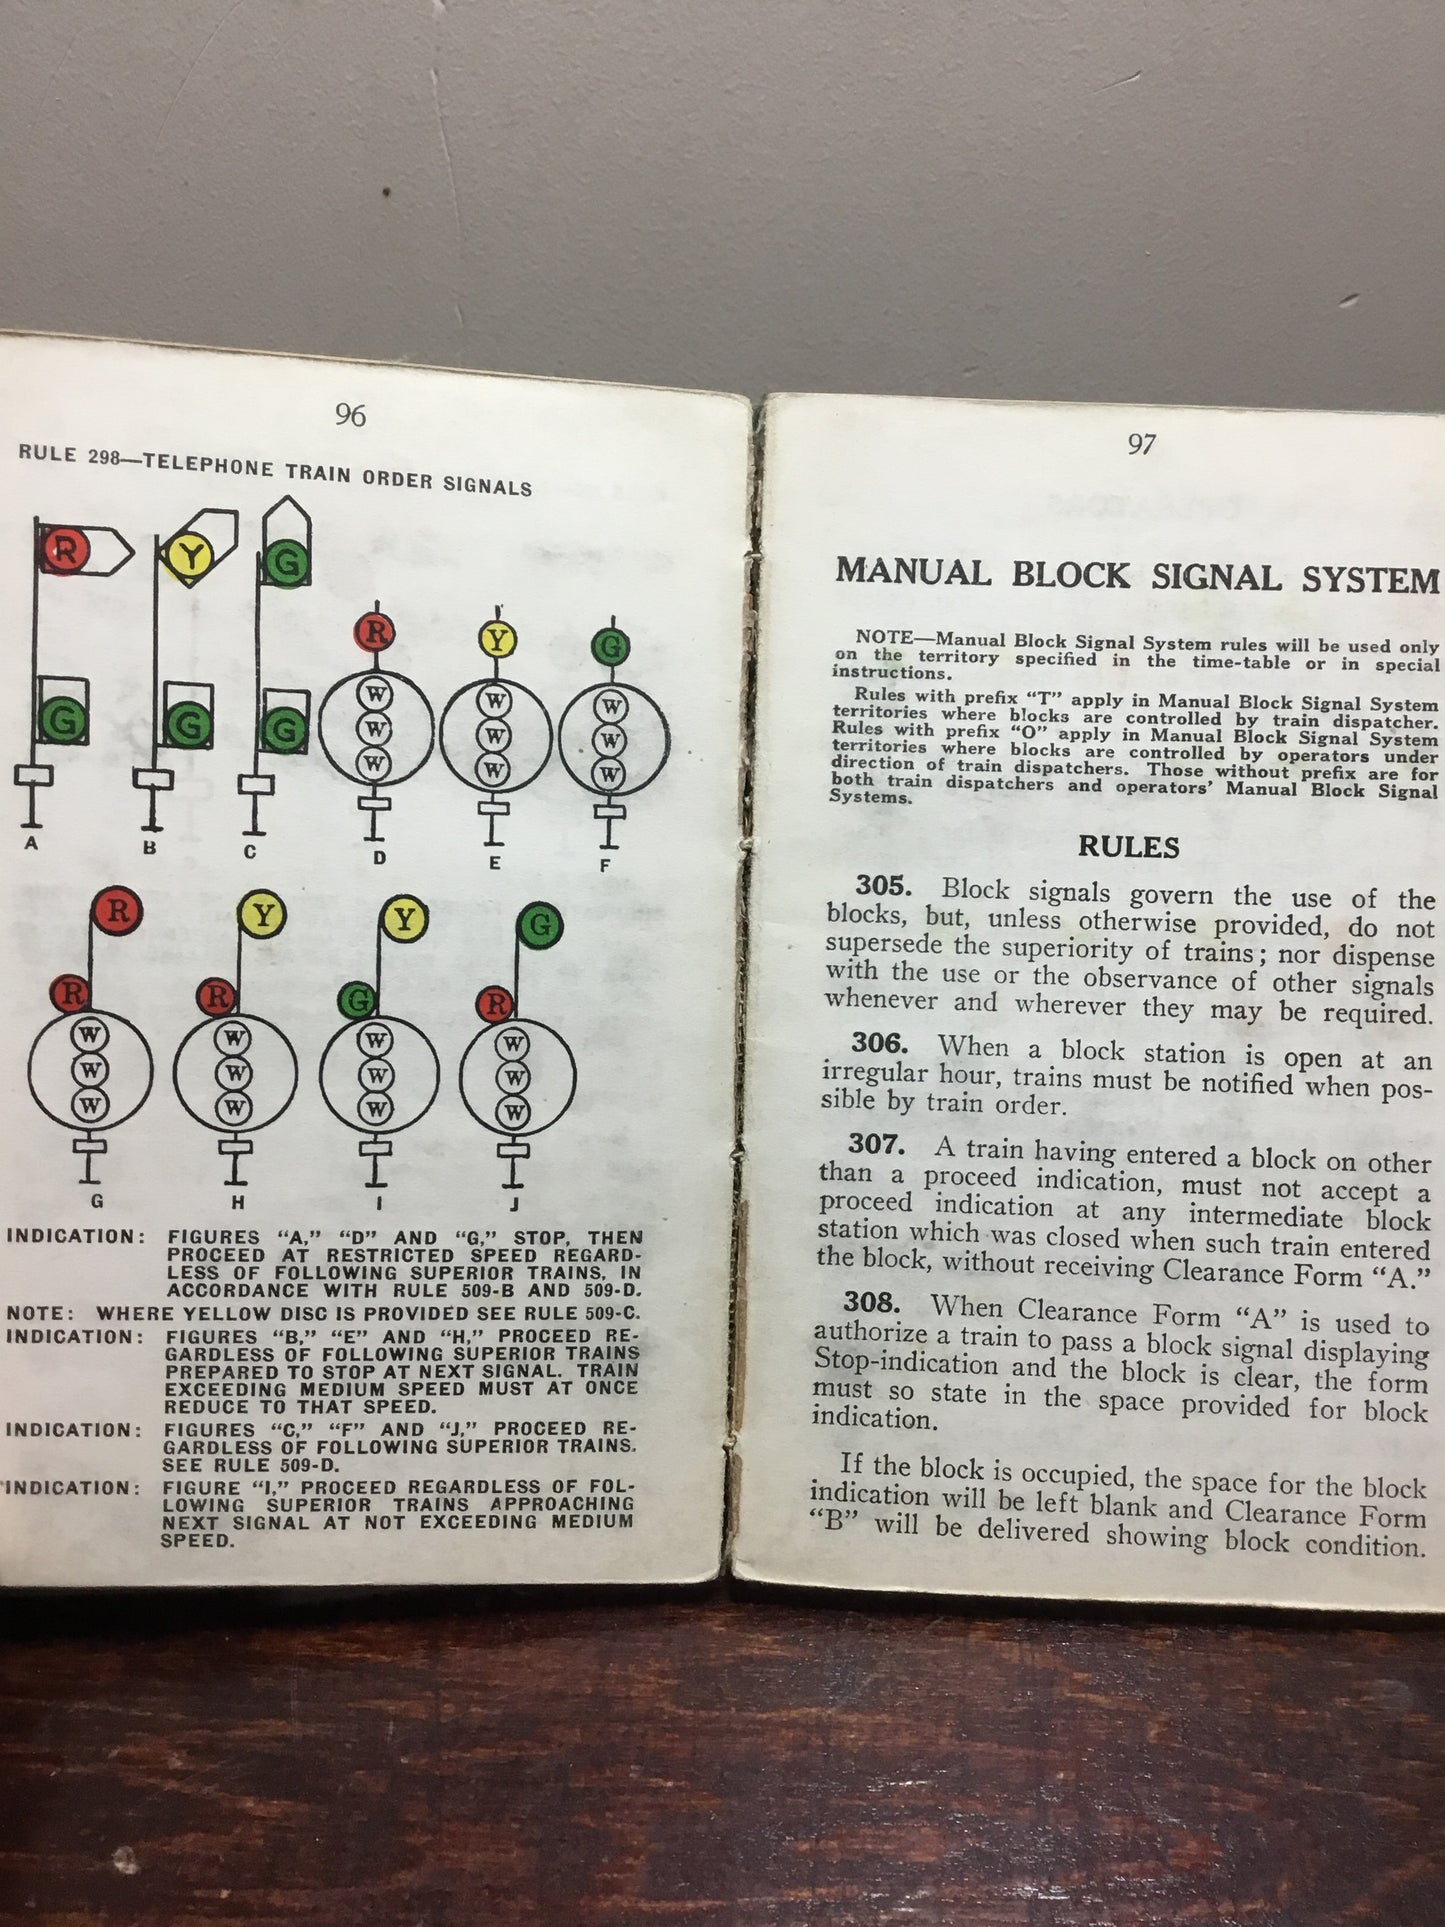 96
RULE 298—TELEPHONE TRAIN ORDER SIGNALS
R Y G
R Y G
G G G
W W W
W W W
W W W
A B C D E F
R Y Y G
R R G R
W W W W
W W W W
W W W W
G H I J
INDICATION: FIGURES “A,” “D” AND “G,” STOP, THEN
PROCEED AT RESTRICTED SPEED REGARD-
LESS OF FOLLOWING SUPERIOR TRAINS, IN
ACCORDANCE WITH RULE 509-B AND 509-D.
NOTE: WHERE YELLOW DISC IS PROVIDED SEE RULE 509-C.
INDICATION: FIGURES “B,” “E” AND “H,” PROCEED RE-
GARDLESS OF FOLLOWING SUPERIOR TRAINS
PREPARED TO STOP AT NEXT SIGNAL. TRAIN
EXCEEDING MEDIUM SPEED MUST AT ONCE
REDUCE TO THAT SPEED.
INDICATION: FIGURES “C,” “F” AND “J,” PROCEED RE-
GARDLESS OF FOLLOWING SUPERIOR TRAINS.
SEE RULE 509-D.
INDICATION: FIGURE “I,” PROCEED REGARDLESS OF FOL-
LOWING SUPERIOR TRAINS APPROACHING
NEXT SIGNAL AT NOT EXCEEDING MEDIUM
SPEED.
97
MANUAL BLOCK SIGNAL SYSTEM
NOTE—Manual Block Signal System rules will be used only
on the territory specified in the time-table or in special
instructions.
Rules with prefix “T” apply in Manual Block Signal System
territories where blocks are controlled by train dispatcher.
Rules with prefix “O” apply in Manual Block Signal System
territories where blocks are controlled by operators under
direction of train dispatchers. Those without prefix are for
both train dispatchers and operators’ Manual Block Signal
Systems.
RULES
305. Block signals govern the use of the
blocks, but, unless otherwise provided, do not
supersede the superiority of trains; nor dispense
with the use or the observance of other signals
whenever and wherever they may be required.
306. When a block station is open at an
irregular hour, trains must be notified when pos-
sible by train order.
307. A train having entered a block on other
than a proceed indication, must not accept a
proceed indication at any intermediate block
station which was closed when such train entered
the block, without receiving Clearance Form “A.”
308. When Clearance Form “A” is used to
authorize a train to pass a block signal displaying
Stop-indication and the block is clear, the form
must so state in the space provided for block
indication.
If the block is occupied, the space for the block
indication will be left blank and Clearance Form
“B” will be delivered showing block condition.